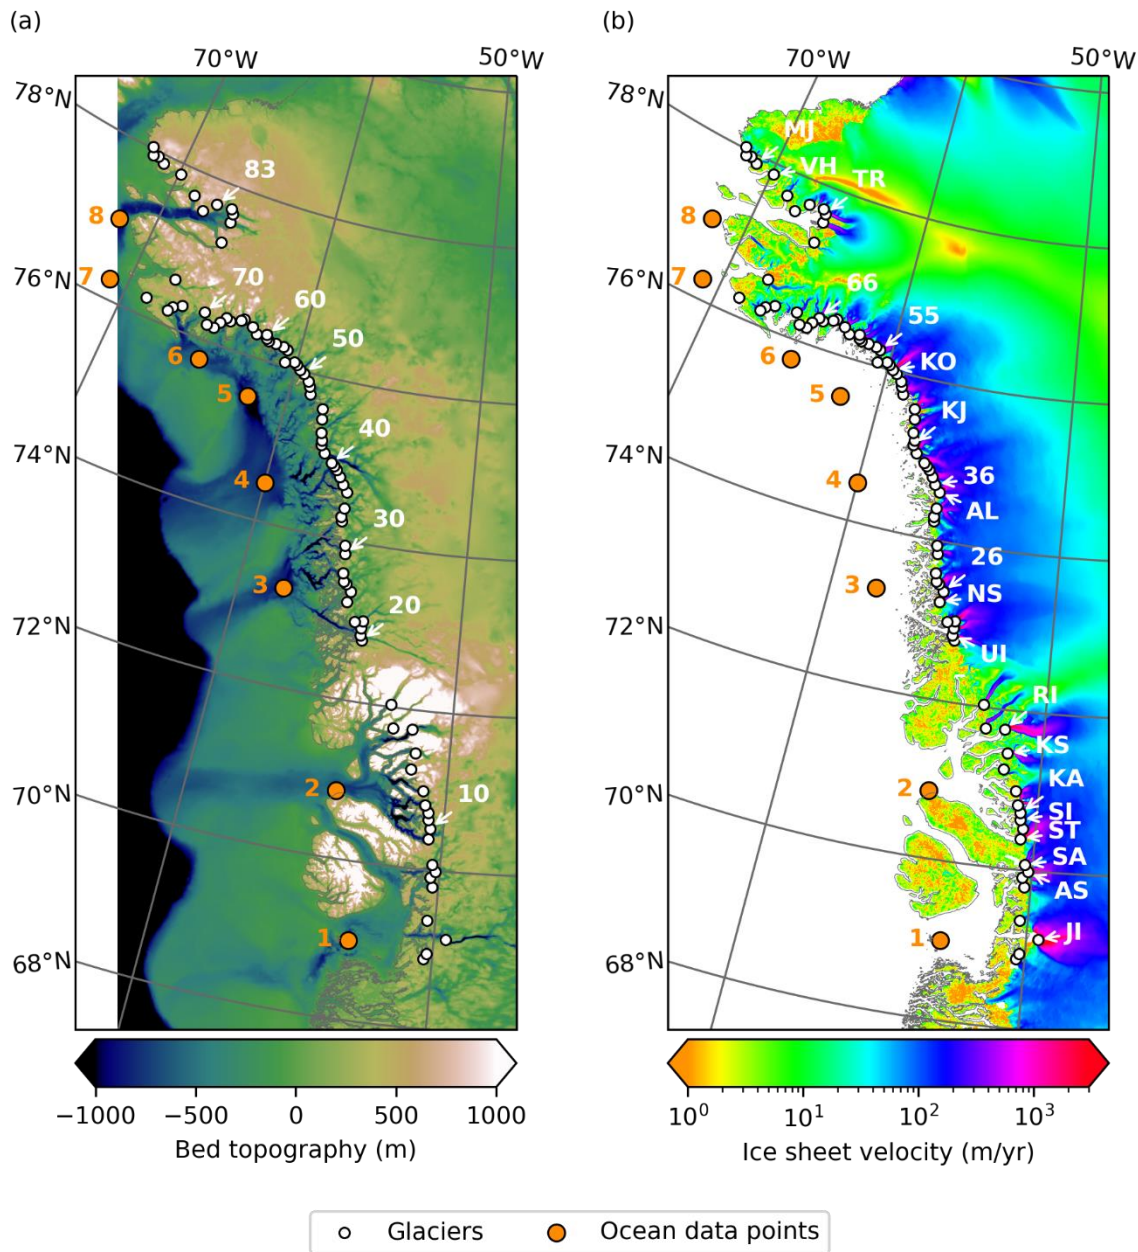 (a)
(b)
70°W
50°W
70°W
50°W
78°N
76°N
74°N
72°N
70°N
68°N
78°N
76°N
74°N
72°N
70°N
68°N
83
8
7
70
60
50
6
5
40
4
30
3
20
2
10
1
MJ
VH
TR
8
7
66
55
6
KO
5
KJ
4
36
AL
26
3
NS
UI
RI
KS
KA
2
SI
ST
SA
AS
1
JI
−1000 −500 0 500 1000
Bed topography (m)
10⁰ 10¹ 10² 10³
Ice sheet velocity (m/yr)
Glaciers
Ocean data points